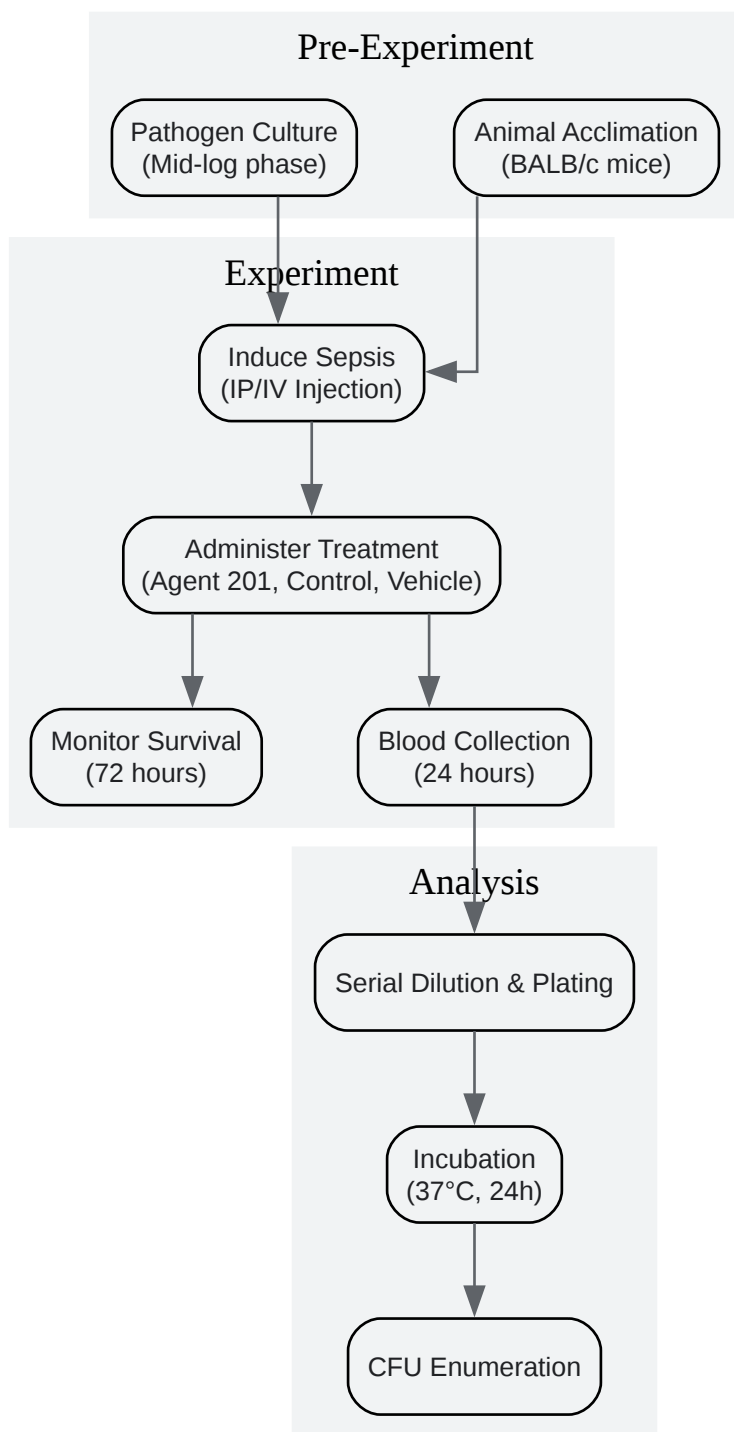 Pre-Experiment
Pathogen Culture
(Mid-log phase)
Animal Acclimation
(BALB/c mice)
Experiment
Induce Sepsis
(IP/IV Injection)
Administer Treatment
(Agent 201, Control, Vehicle)
Monitor Survival
(72 hours)
Blood Collection
(24 hours)
Analysis
Serial Dilution & Plating
Incubation
(37°C, 24h)
CFU Enumeration